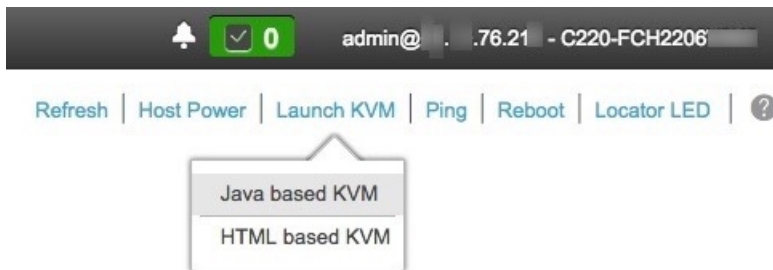 0 admin@ . .76.21 - C220-FCH2206
Refresh | Host Power | Launch KVM | Ping | Reboot | Locator LED | ?
Java based KVM
HTML based KVM